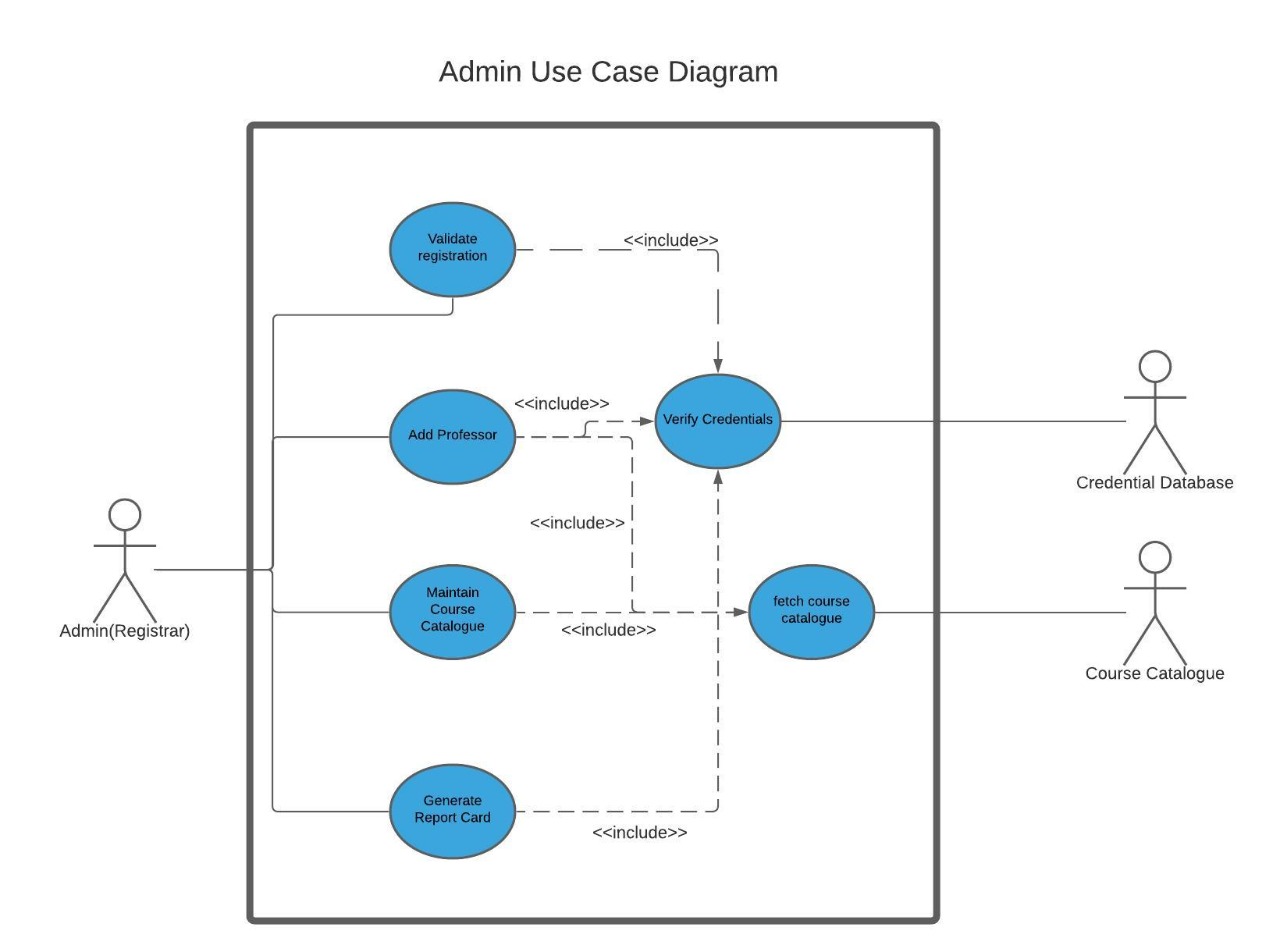 Admin Use Case Diagram
Validate
registration
<<include>>
Add Professor
<<include>>
Verify Credentials
Credential Database
<<include>>
Admin(Registrar)
Maintain
Course
Catalogue
<<include>>
fetch course
catalogue
Course Catalogue
Generate
Report Card
<<include>>